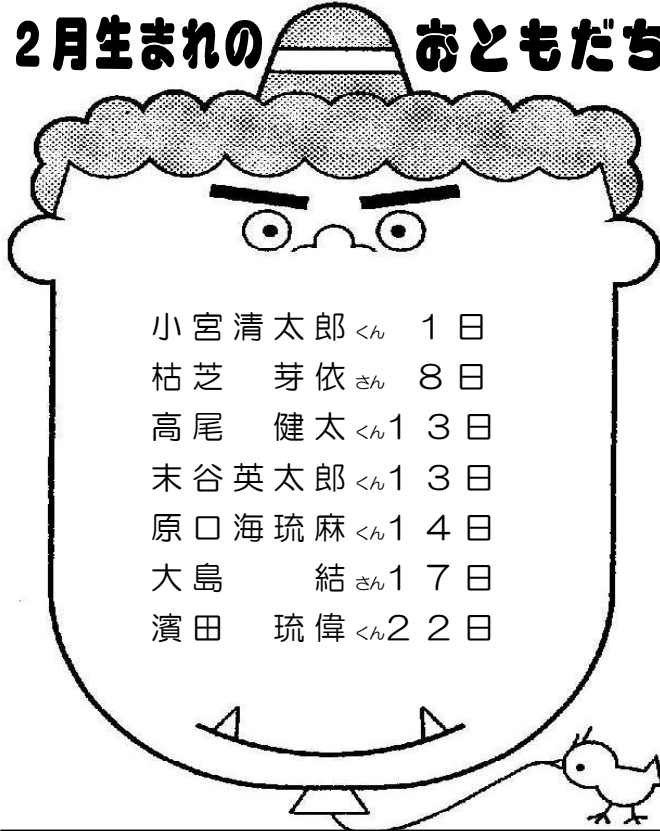 2月生まれの おともだち
小宮清太郎くん 1日
枯芝 芽依さん 8日
高尾 健太くん13日
末谷英太郎くん13日
原口海琉麻くん14日
大島 結さん17日
濱田 琉偉くん22日